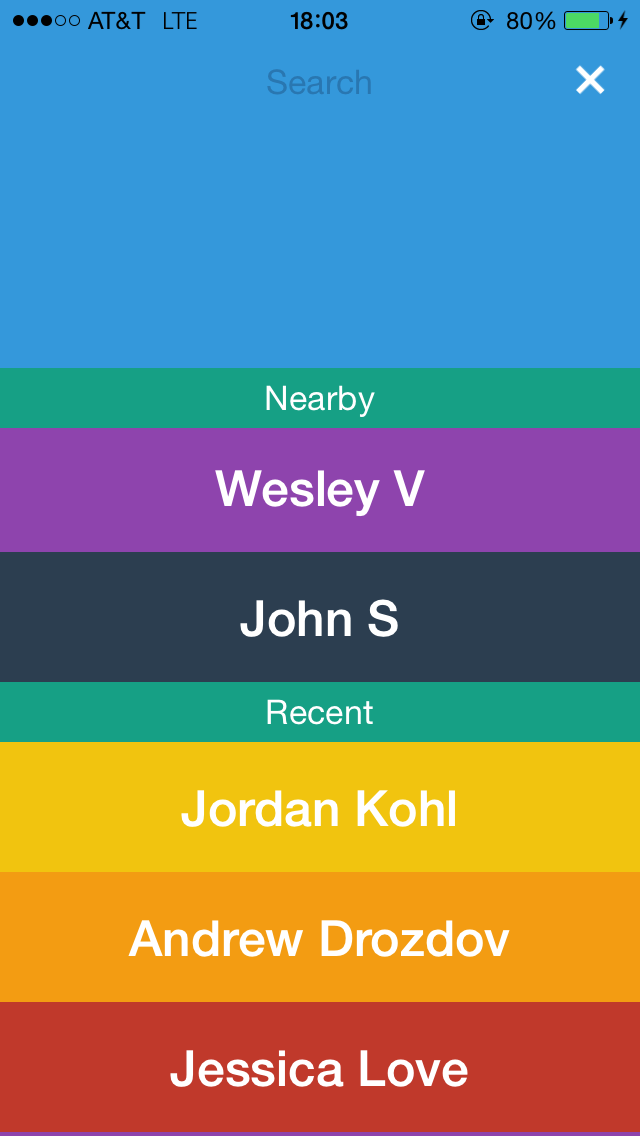 AT&T LTE 18:03 80%
Search
Nearby
Wesley V
John S
Recent
Jordan Kohl
Andrew Drozdov
Jessica Love